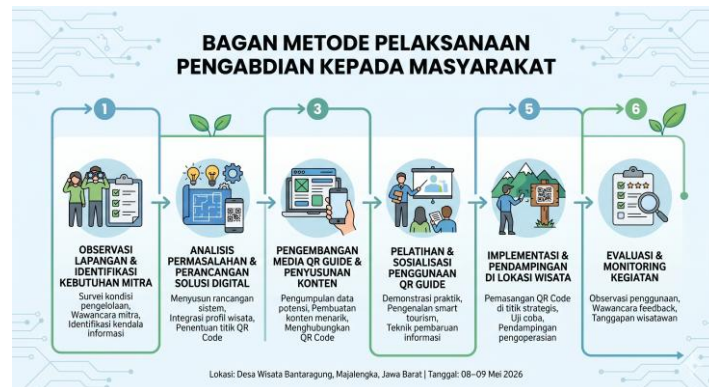 BAGAN METODE PELAKSANAAN
PENGABDIAN KEPADA MASYARAKAT
1
3
5
6
OBSERVASI
LAPANGAN &
IDENTIFIKASI
KEBUTUHAN MITRA
Survei kondisi
pengelolaan,
Wawancara mitra,
Identifikasi kendala
informasi
ANALISIS
PERMASALAHAN &
PERANCANGAN
SOLUSI DIGITAL
Menyusun rancangan
sistem,
Integrasi profil wisata,
Penentuan titik QR
Code
PENGEMBANGAN
MEDIA QR GUIDE &
PENYUSUNAN
KONTEN
Pengumpulan data
potensi, Pembuatan
konten menarik,
Menghubungkan
QR Code
PELATIHAN &
SOSIALISASI
PENGGUNAAN
QR GUIDE
Demonstrasi praktik,
Pengenalan smart
tourism,
Teknik pembaruan
informasi
IMPLEMENTASI &
PENDAMPINGAN
DI LOKASI WISATA
Pemasangan QR Code
di titik strategis,
Uji coba,
Pendampingan
pengoperasian
EVALUASI &
MONITORING
KEGIATAN
Observasi penggunaan,
Wawancara feedback,
Tanggapan wisatawan
Lokasi: Desa Wisata Bantaragung, Majalengka, Jawa Barat | Tanggal: 08–09 Mei 2026